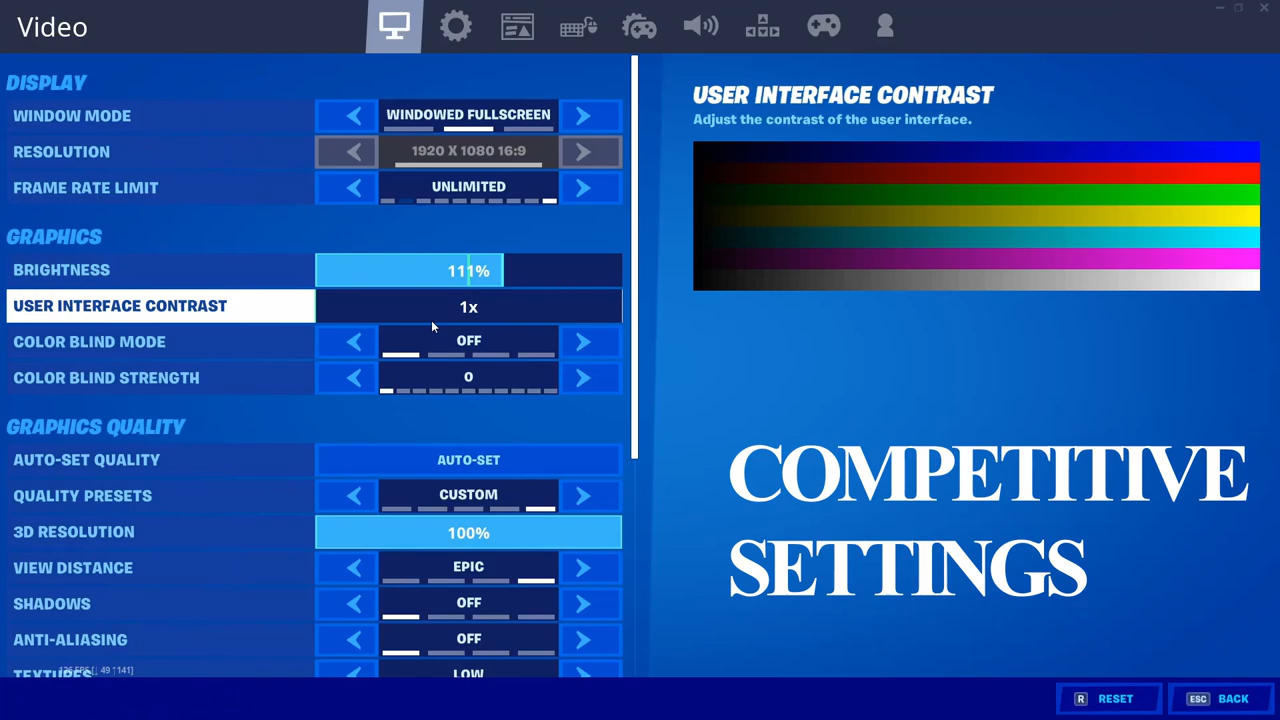 Video
DISPLAY
WINDOW MODE
WINDOWED FULLSCREEN
RESOLUTION
1920 X 1080 16:9
FRAME RATE LIMIT
UNLIMITED
GRAPHICS
BRIGHTNESS
111%
USER INTERFACE CONTRAST
1x
COLOR BLIND MODE
OFF
COLOR BLIND STRENGTH
0
GRAPHICS QUALITY
AUTO-SET QUALITY
AUTO-SET
QUALITY PRESETS
CUSTOM
3D RESOLUTION
100%
VIEW DISTANCE
EPIC
SHADOWS
OFF
ANTI-ALIASING
OFF
TEXTURES
LOW
USER INTERFACE CONTRAST
Adjust the contrast of the user interface.
COMPETITIVE
SETTINGS
R RESET
ESC BACK